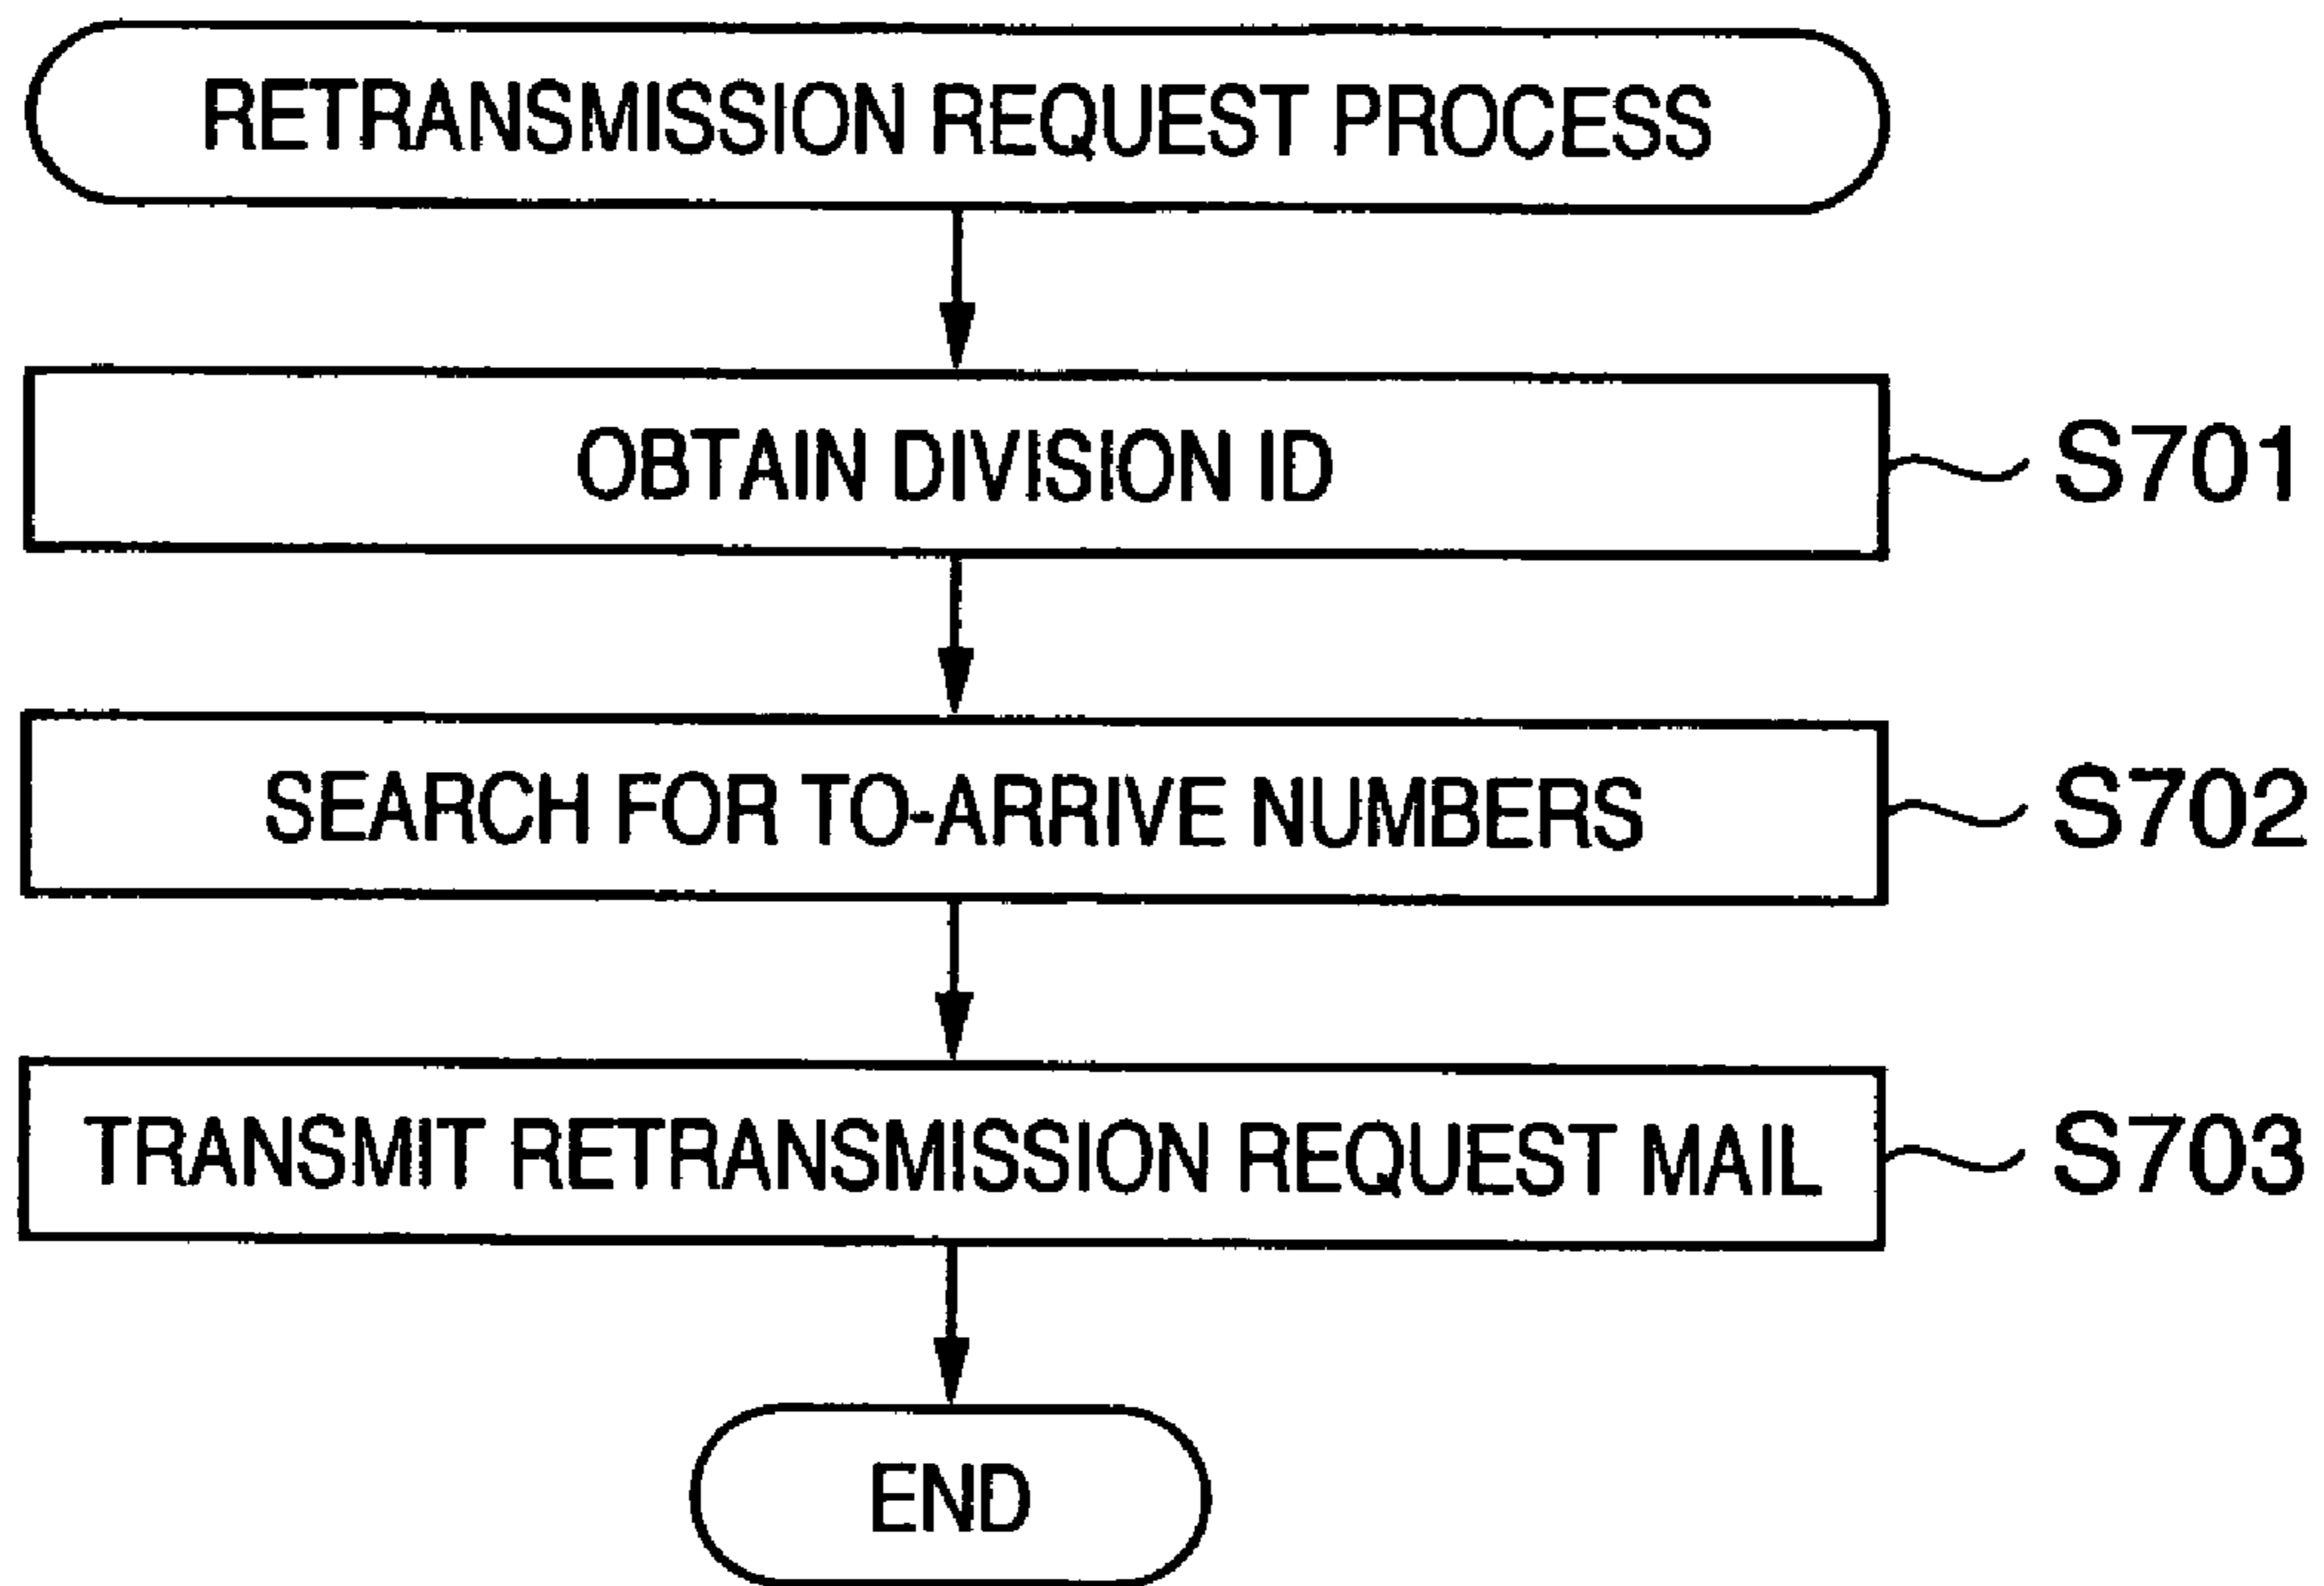 RETRANSMISSION REQUEST PROCESS
OBTAIN DIVISION ID S701
SEARCH FOR TO-ARRIVE NUMBERS S702
TRANSMIT RETRANSMISSION REQUEST MAIL S703
END